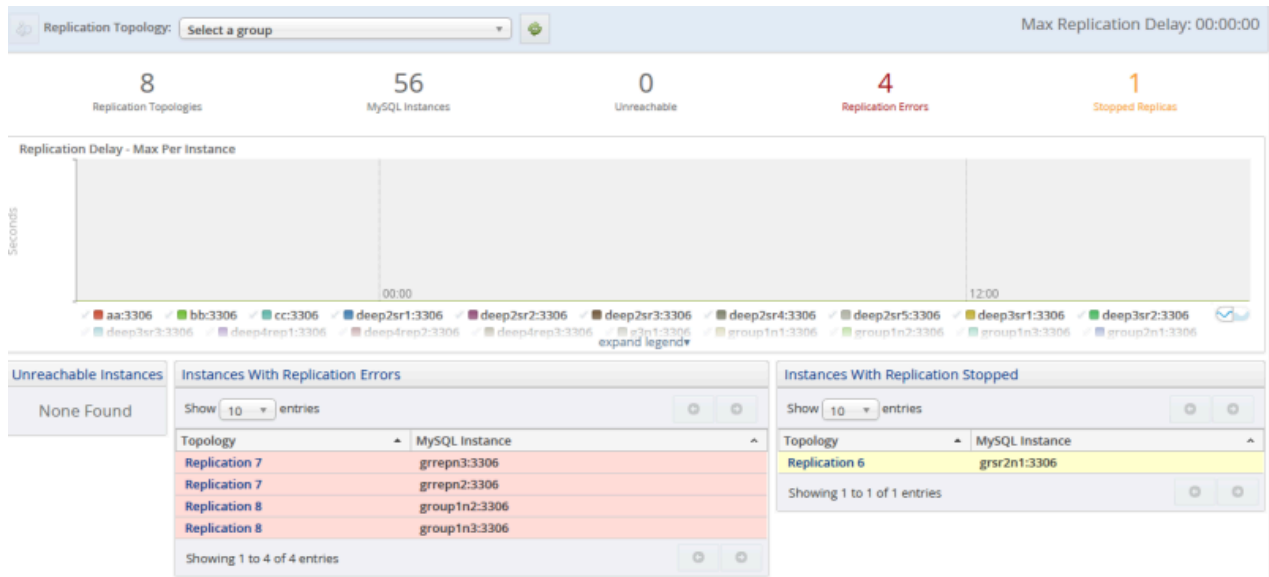 Replication Topology: Select a group Max Replication Delay: 00:00:00
8 56 0 4 1
Replication Topologies MySQL Instances Unreachable Replication Errors Stopped Replicas
Replication Delay - Max Per Instance
Seconds
00:00 12:00
aa:3306 bb:3306 cc:3306 deep2sr1:3306 deep2sr2:3306 deep2sr3:3306 deep2sr4:3306 deep2sr5:3306 deep3sr1:3306 deep3sr2:3306
deep3sr3:3306 deep4rep1:3306 deep4rep2:3306 deep4rep3:3306 g3n1:3306 group1n1:3306 group1n2:3306 group1n3:3306 group2n1:3306
expand legend▾
Unreachable Instances
None Found
Instances With Replication Errors
Show 10 entries
Topology MySQL Instance
Replication 7 grrepn3:3306
Replication 7 grrepn2:3306
Replication 8 group1n2:3306
Replication 8 group1n3:3306
Showing 1 to 4 of 4 entries
Instances With Replication Stopped
Show 10 entries
Topology MySQL Instance
Replication 6 grsr2n1:3306
Showing 1 to 1 of 1 entries